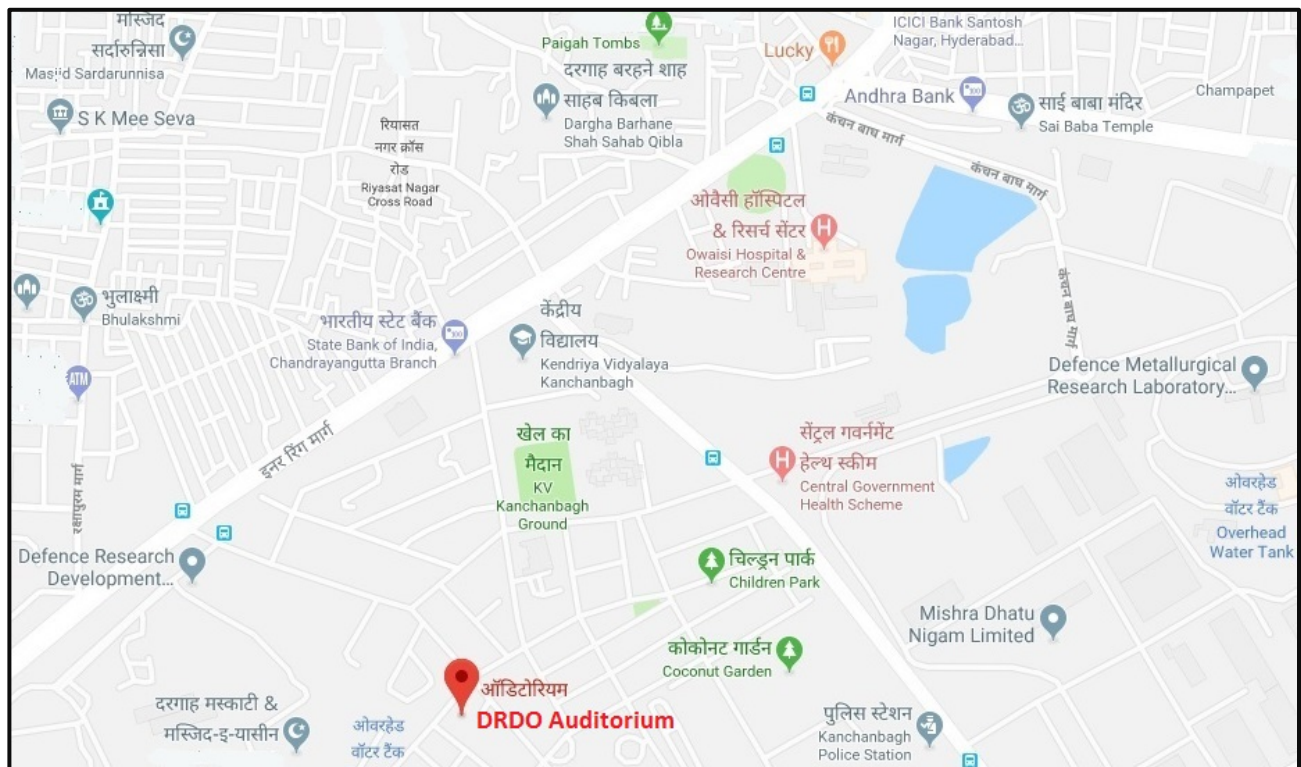 मस्जिद
सर्दारुन्निसा
Masjid Sardarunnisa
S K Mee Seva
Paigah Tombs
दरगाह बरहने शाह
साहब किबला
Dargha Barhane
Shah Sahab Qibla
Lucky
ICICI Bank Santosh
Nagar, Hyderabad...
Andhra Bank
साई बाबा मंदिर
Sai Baba Temple
Champapet
कंचन बाघ मार्ग
कंचन बाघ मार्ग
रियासत
नगर क्रॉस
रोड
Riyasat Nagar
Cross Road
ओवैसी हॉस्पिटल
& रिसर्च सेंटर
Owaisi Hospital &
Research Centre
कंचन बाघ मार्ग
भुलाक्ष्मी
Bhulakshmi
भारतीय स्टेट बैंक
State Bank of India,
Chandrayangutta Branch
केंद्रीय
विद्यालय
Kendriya Vidyalaya
Kanchanbagh
Defence Metallurgical
Research Laboratory...
ATM
रक्षापुरम मार्ग
इनर रिंग मार्ग
खेल का
मैदान
KV
Kanchanbagh
Ground
सेंट्रल गवर्नमेंट
हेल्थ स्कीम
Central Government
Health Scheme
ओवरहेड
वॉटर टैंक
Overhead
Water Tank
Defence Research
Development...
चिल्ड्रन पार्क
Children Park
Mishra Dhatu
Nigam Limited
कोकोनट गार्डन
Coconut Garden
ऑडिटोरियम
DRDO Auditorium
दरगाह मस्काटी &
मस्जिद-इ-यासीन
ओवरहेड
वॉटर टैंक
पुलिस स्टेशन
Kanchanbagh
Police Station